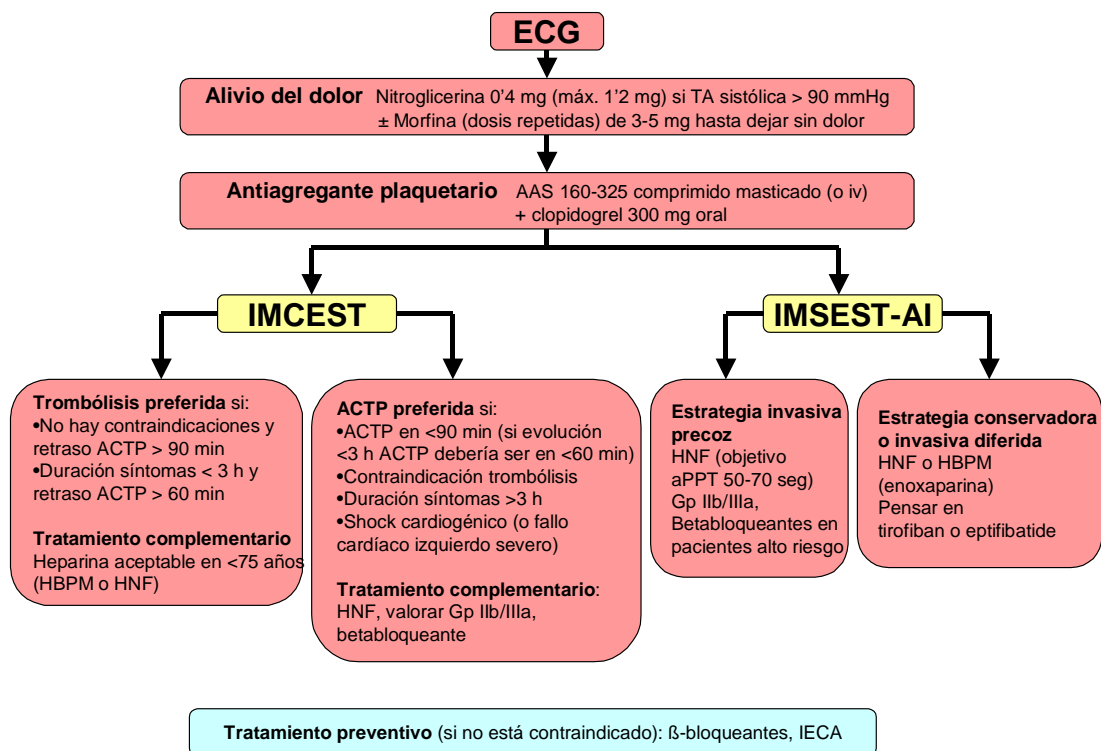 ECG
Alivio del dolor Nitroglicerina 0'4 mg (máx. 1'2 mg) si TA sistólica > 90 mmHg
± Morfina (dosis repetidas) de 3-5 mg hasta dejar sin dolor
Antiagregante plaquetario AAS 160-325 comprimido masticado (o iv)
+ clopidogrel 300 mg oral
IMCEST
IMSEST-AI
Trombólisis preferida si:
•No hay contraindicaciones y
retraso ACTP > 90 min
•Duración síntomas < 3 h y
retraso ACTP > 60 min
Tratamiento complementario
Heparina aceptable en <75 años
(HBPM o HNF)
ACTP preferida si:
•ACTP en <90 min (si evolución
<3 h ACTP debería ser en <60 min)
•Contraindicación trombólisis
•Duración síntomas >3 h
•Shock cardiogénico (o fallo
cardíaco izquierdo severo)
Tratamiento complementario:
HNF, valorar Gp IIb/IIIa,
betabloqueante
Estrategia invasiva
precoz
HNF (objetivo
aPPT 50-70 seg)
Gp IIb/IIIa,
Betabloqueantes en
pacientes alto riesgo
Estrategia conservadora
o invasiva diferida
HNF o HBPM
(enoxaparina)
Pensar en
tirofiban o eptifibatide
Tratamiento preventivo (si no está contraindicado): ß-bloqueantes, IECA